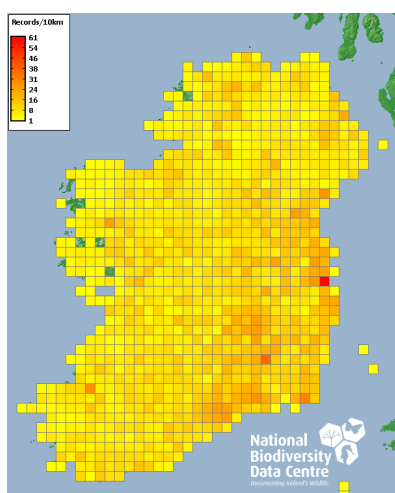 Records/10km
61
54
46
38
31
24
16
8
1
National
Biodiversity
Data Centre
Documenting Ireland's Wildlife